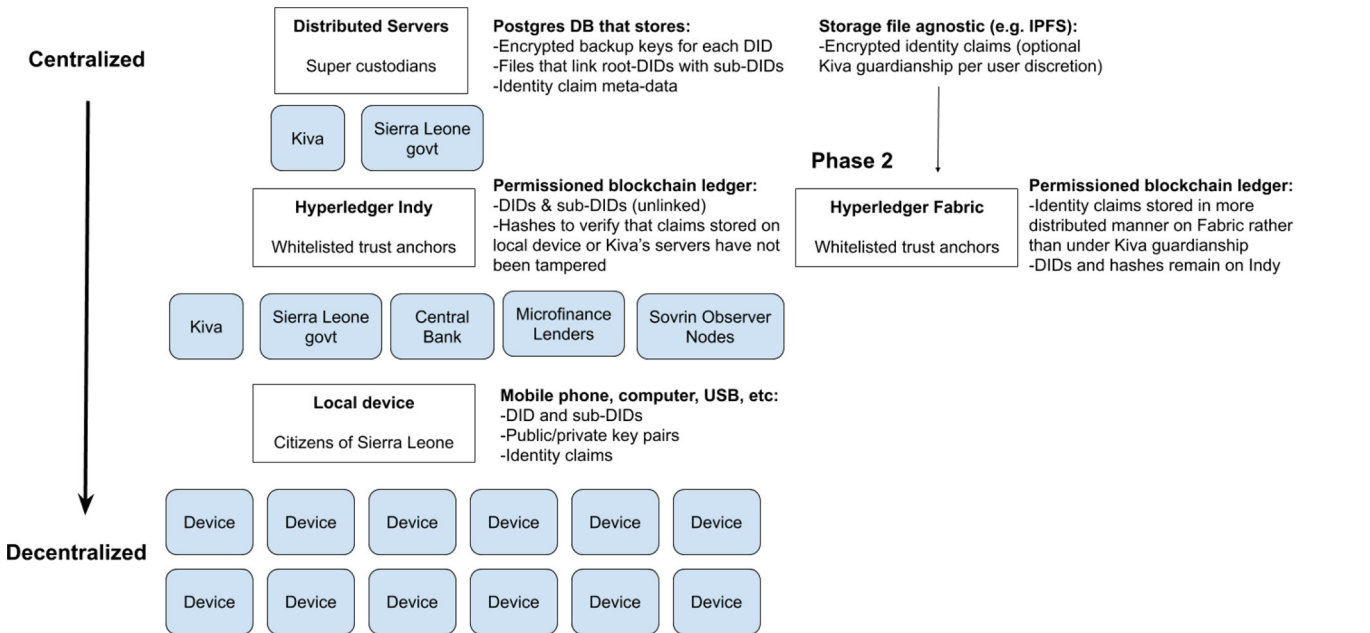 Centralized
Distributed Servers
Super custodians
Postgres DB that stores:
-Encrypted backup keys for each DID
-Files that link root-DIDs with sub-DIDs
-Identity claim meta-data
Storage file agnostic (e.g. IPFS):
-Encrypted identity claims (optional
Kiva guardianship per user discretion)
Kiva
Sierra Leone
govt
Phase 2
Hyperledger Indy
Whitelisted trust anchors
Permissioned blockchain ledger:
-DIDs & sub-DIDs (unlinked)
-Hashes to verify that claims stored on
local device or Kiva's servers have not
been tampered
Hyperledger Fabric
Whitelisted trust anchors
Permissioned blockchain ledger:
-Identity claims stored in more
distributed manner on Fabric rather
than under Kiva guardianship
-DIDs and hashes remain on Indy
Kiva
Sierra Leone
govt
Central
Bank
Microfinance
Lenders
Sovrin Observer
Nodes
Local device
Citizens of Sierra Leone
Mobile phone, computer, USB, etc:
-DID and sub-DIDs
-Public/private key pairs
-Identity claims
Decentralized
Device
Device
Device
Device
Device
Device
Device
Device
Device
Device
Device
Device